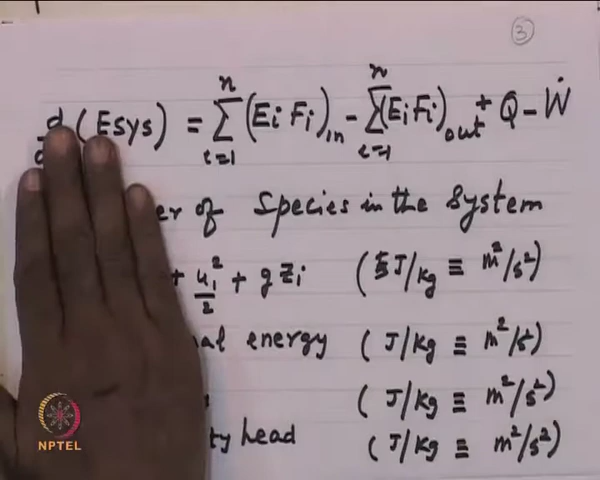 3
d/d (Esys) = Σ_{i=1}^{n} (Ei Fi)in - Σ_{i=1}^{n} (Ei Fi)out + Q - Ẇ
er of Species in the System
+ u_i²/2 + g Zi (J/kg ≡ m²/s²)
al energy (J/kg ≡ m²/s²)
(J/kg ≡ m²/s²)
ty head (J/kg ≡ m²/s²)
NPTEL